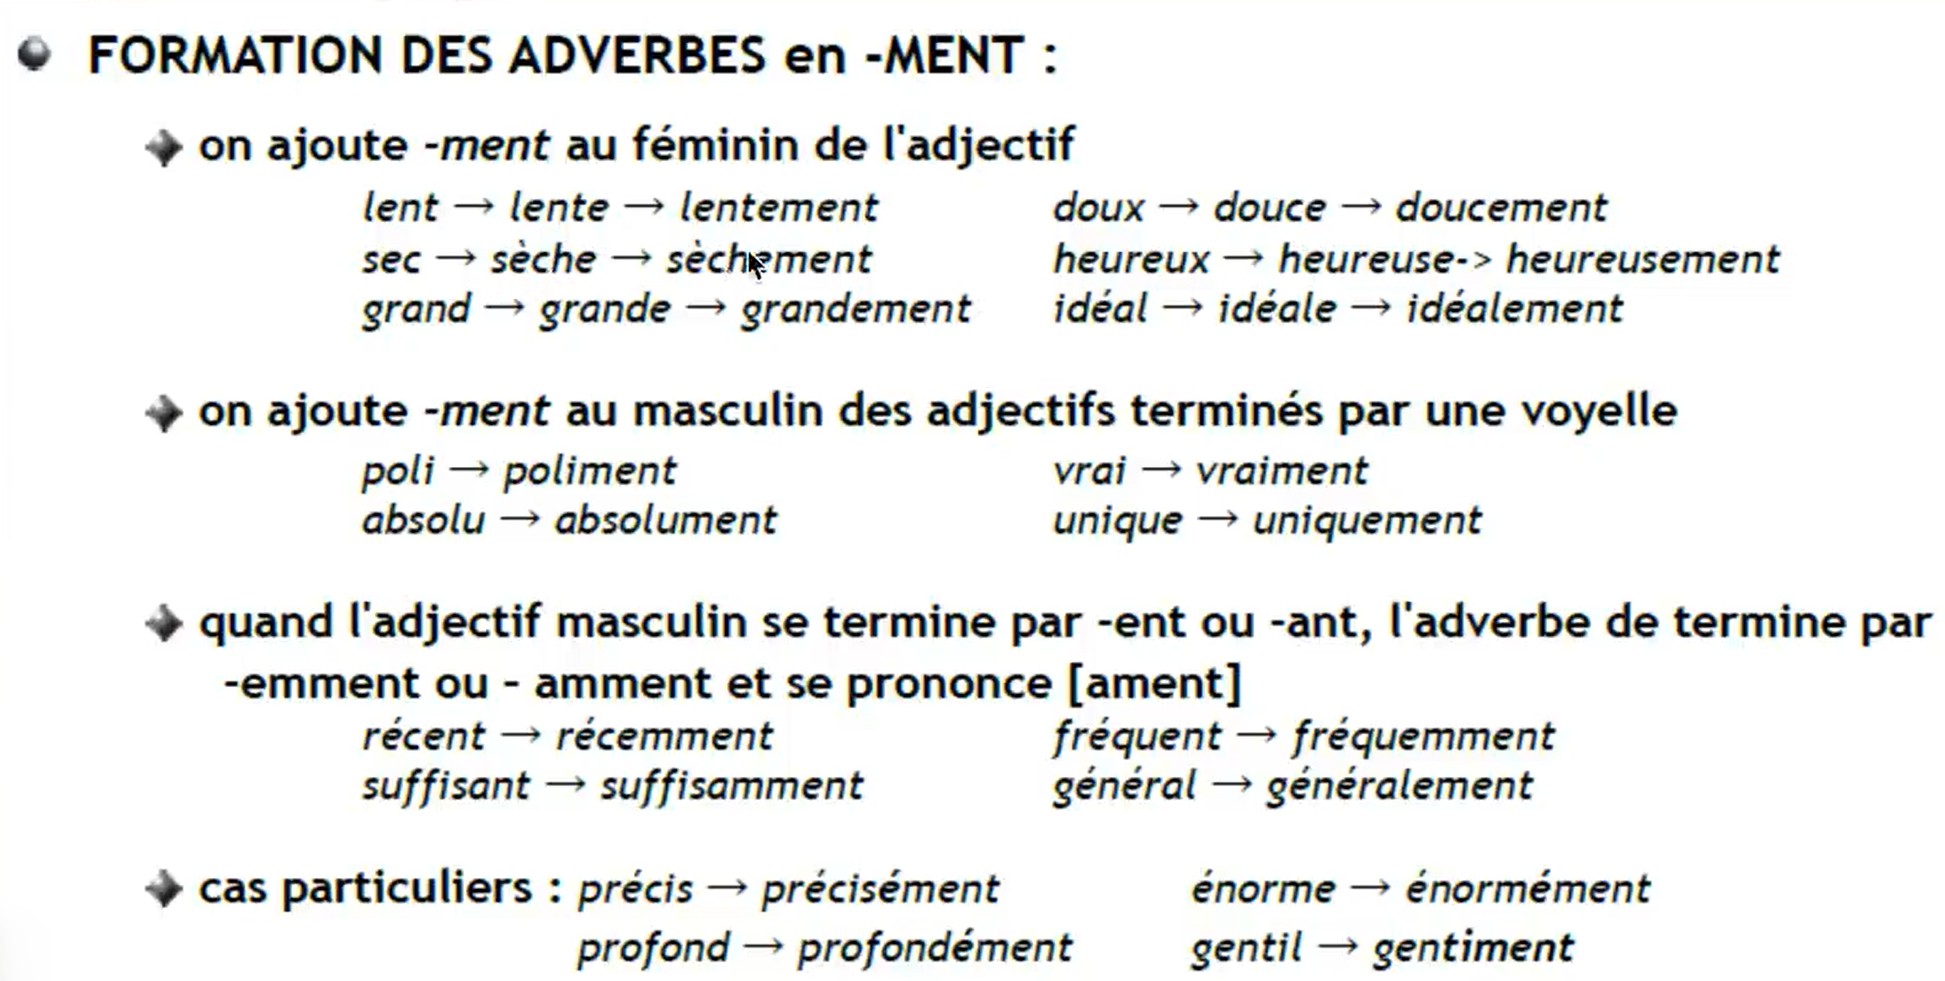 FORMATION DES ADVERBES en -MENT :
on ajoute -ment au féminin de l'adjectif
lent → lente → lentement doux → douce → doucement
sec → sèche → sèchement heureux → heureuse-> heureusement
grand → grande → grandement idéal → idéale → idéalement
on ajoute -ment au masculin des adjectifs terminés par une voyelle
poli → poliment vrai → vraiment
absolu → absolument unique → uniquement
quand l'adjectif masculin se termine par -ent ou -ant, l'adverbe de termine par
-emment ou - amment et se prononce [ament]
récent → récemment fréquent → fréquemment
suffisant → suffisamment général → généralement
cas particuliers : précis → précisément énorme → énormément
profond → profondément gentil → gentiment